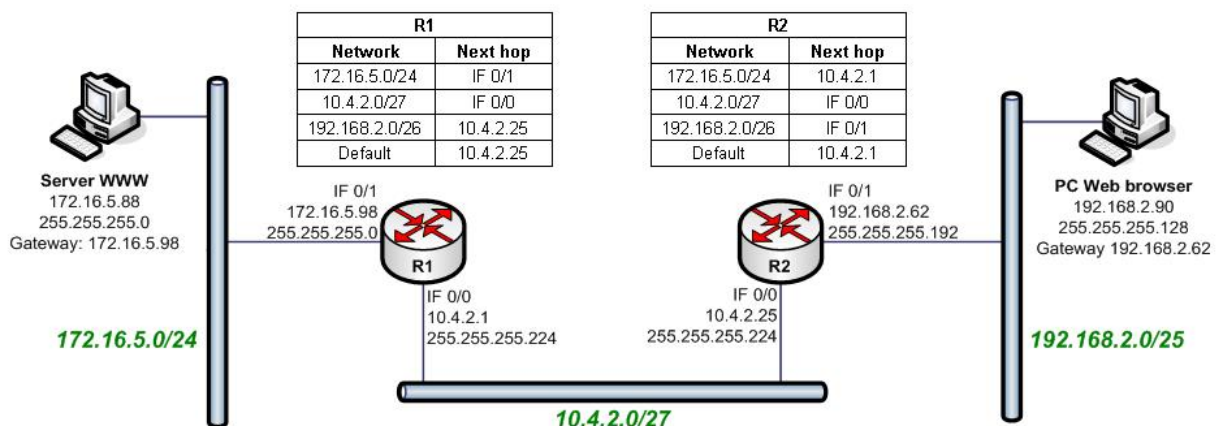 R1
Network Next hop
172.16.5.0/24 IF 0/1
10.4.2.0/27 IF 0/0
192.168.2.0/26 10.4.2.25
Default 10.4.2.25
R2
Network Next hop
172.16.5.0/24 10.4.2.1
10.4.2.0/27 IF 0/0
192.168.2.0/26 IF 0/1
Default 10.4.2.1
Server WWW
172.16.5.88
255.255.255.0
Gateway: 172.16.5.98
IF 0/1
172.16.5.98
255.255.255.0
R1
IF 0/0
10.4.2.1
255.255.255.224
IF 0/1
192.168.2.62
255.255.255.192
R2
IF 0/0
10.4.2.25
255.255.255.224
PC Web browser
192.168.2.90
255.255.255.128
Gateway 192.168.2.62
172.16.5.0/24
192.168.2.0/25
10.4.2.0/27